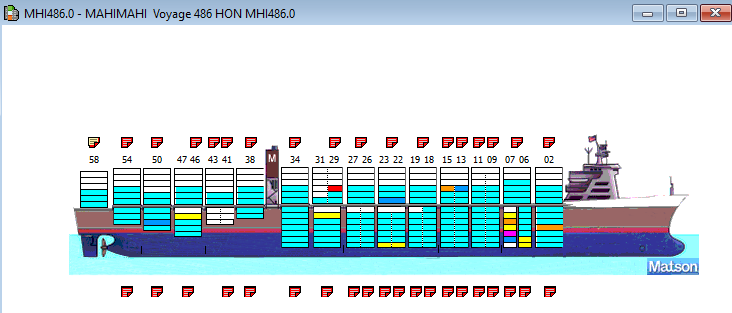 MHI486.0 - MAHIMAHI Voyage 486 HON MHI486.0
58 54 50 47 46 43 41 38 34 31 29 27 26 23 22 19 18 15 13 11 09 07 06 02
M
Matson